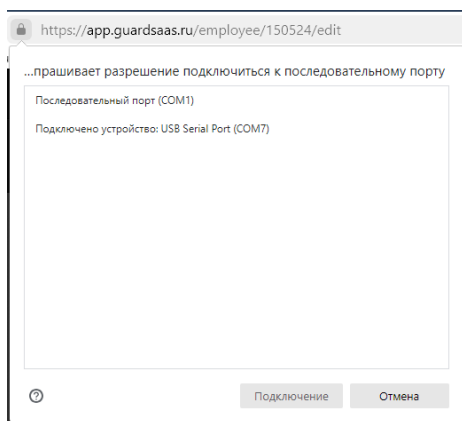 https://app.guardsaas.ru/employee/150524/edit
...прашивает разрешение подключиться к последовательному порту
Последовательный порт (COM1)
Подключено устройство: USB Serial Port (COM7)
Подключение Отмена